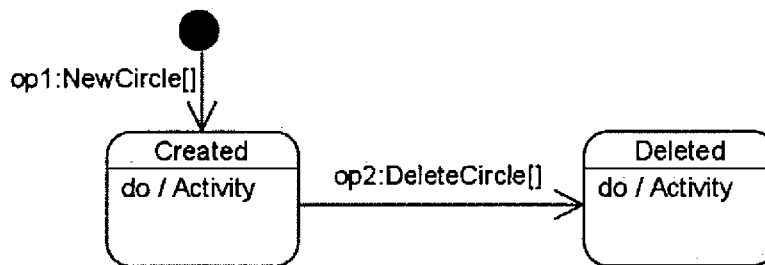 op1:NewCircle[]
Created
do / Activity
op2:DeleteCircle[]
Deleted
do / Activity